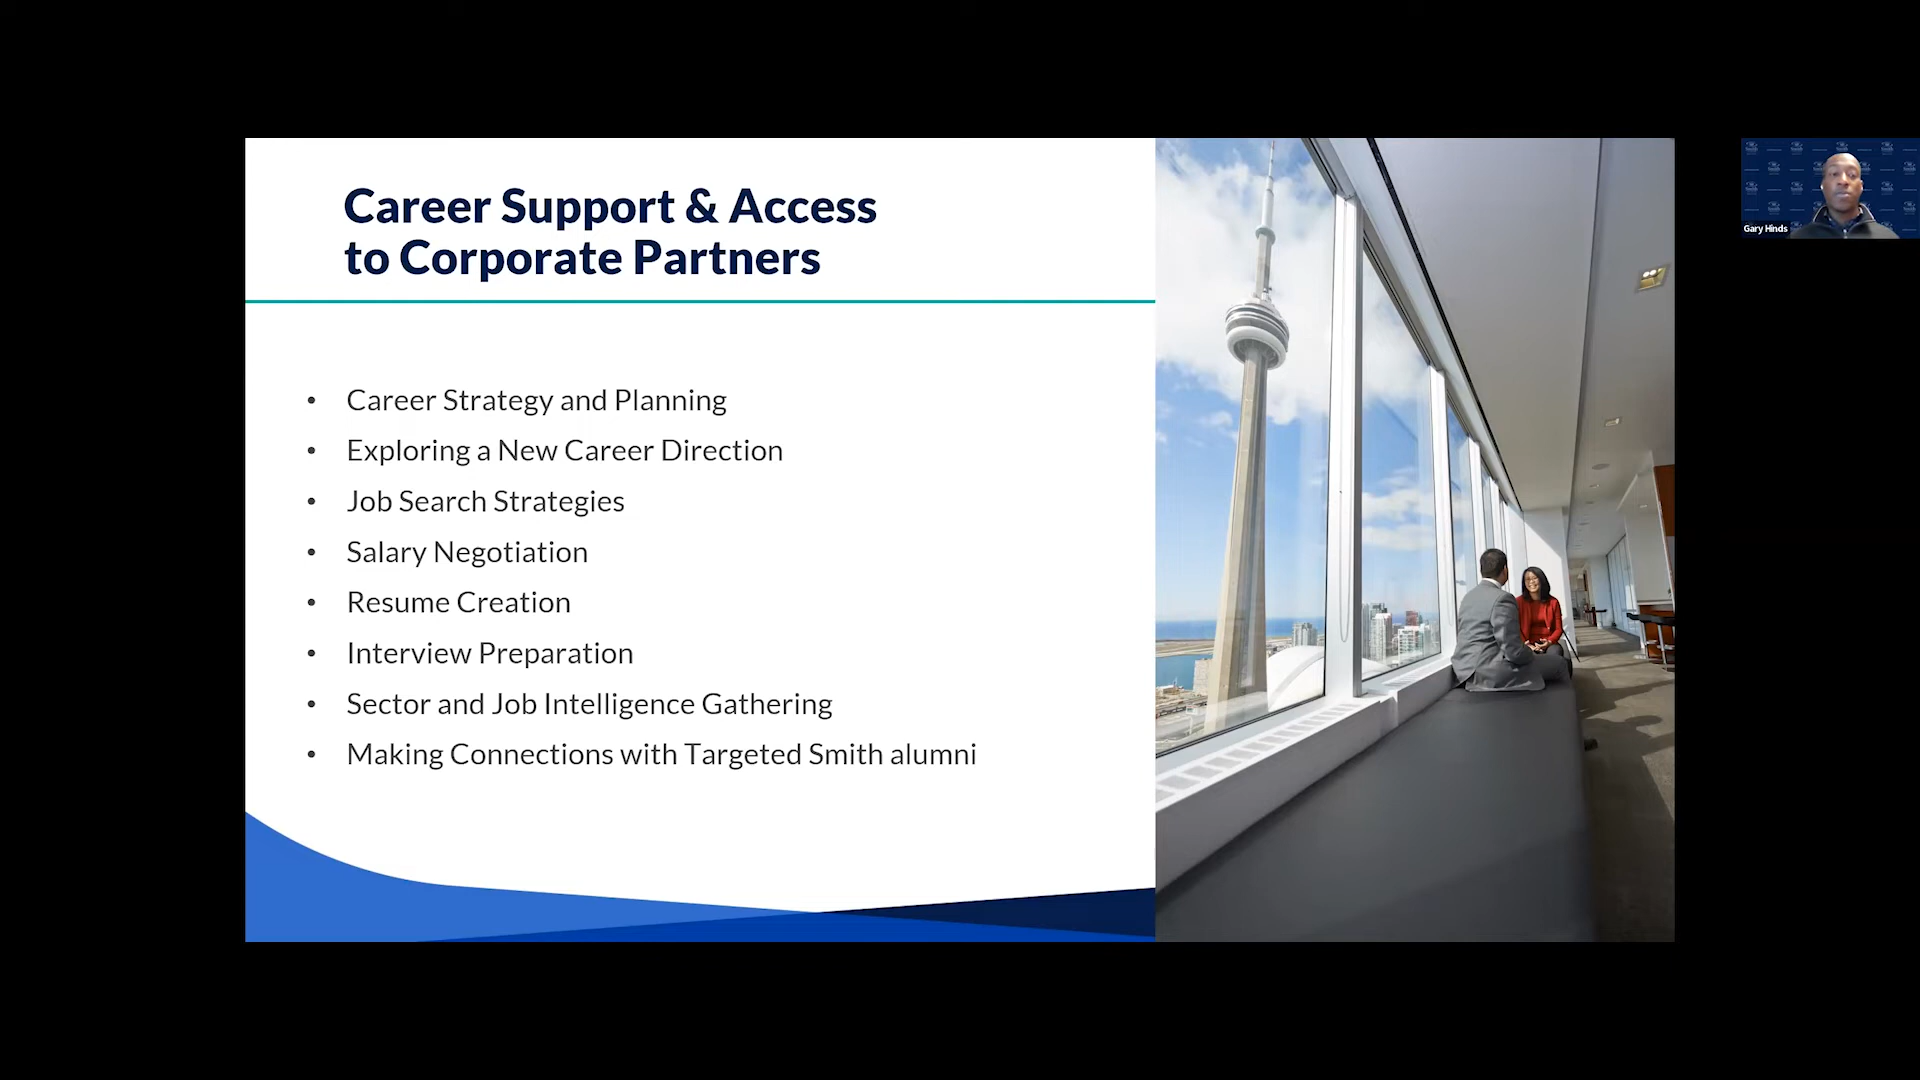 Career Support & Access
to Corporate Partners
• Career Strategy and Planning
• Exploring a New Career Direction
• Job Search Strategies
• Salary Negotiation
• Resume Creation
• Interview Preparation
• Sector and Job Intelligence Gathering
• Making Connections with Targeted Smith alumni
Gary Hinds